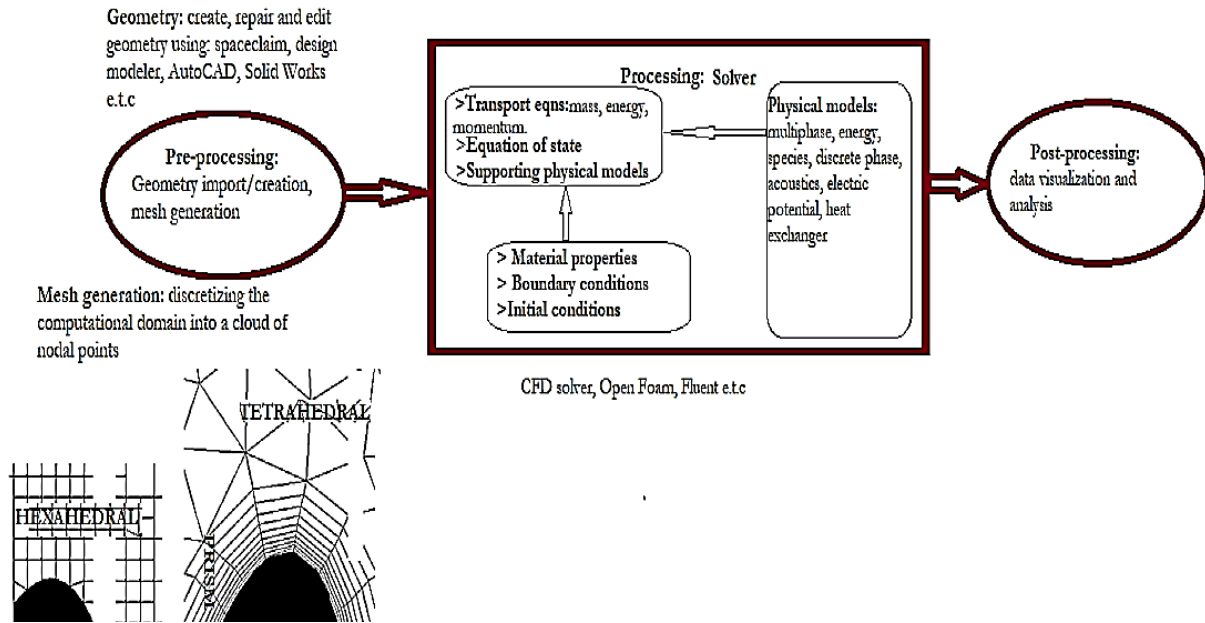 Geometry: create, repair and edit
geometry using: spaceclaim, design
modeler, AutoCAD, Solid Works
e.t.c
Pre-processing:
Geometry import/creation,
mesh generation
Mesh generation: discretizing the
computational domain into a cloud of
nodal points
HEXAHEDRAL
TETRAHEDRAL
PRISM
Processing: Solver
>Transport eqns:mass, energy,
momentum.
>Equation of state
>Supporting physical models
> Material properties
> Boundary conditions
>Initial conditions
Physical models:
multiphase, energy,
species, discrete phase,
acoustics, electric
potential, heat
exchanger
CFD solver, Open Foam, Fluent e.t.c
Post-processing:
data visualization and
analysis